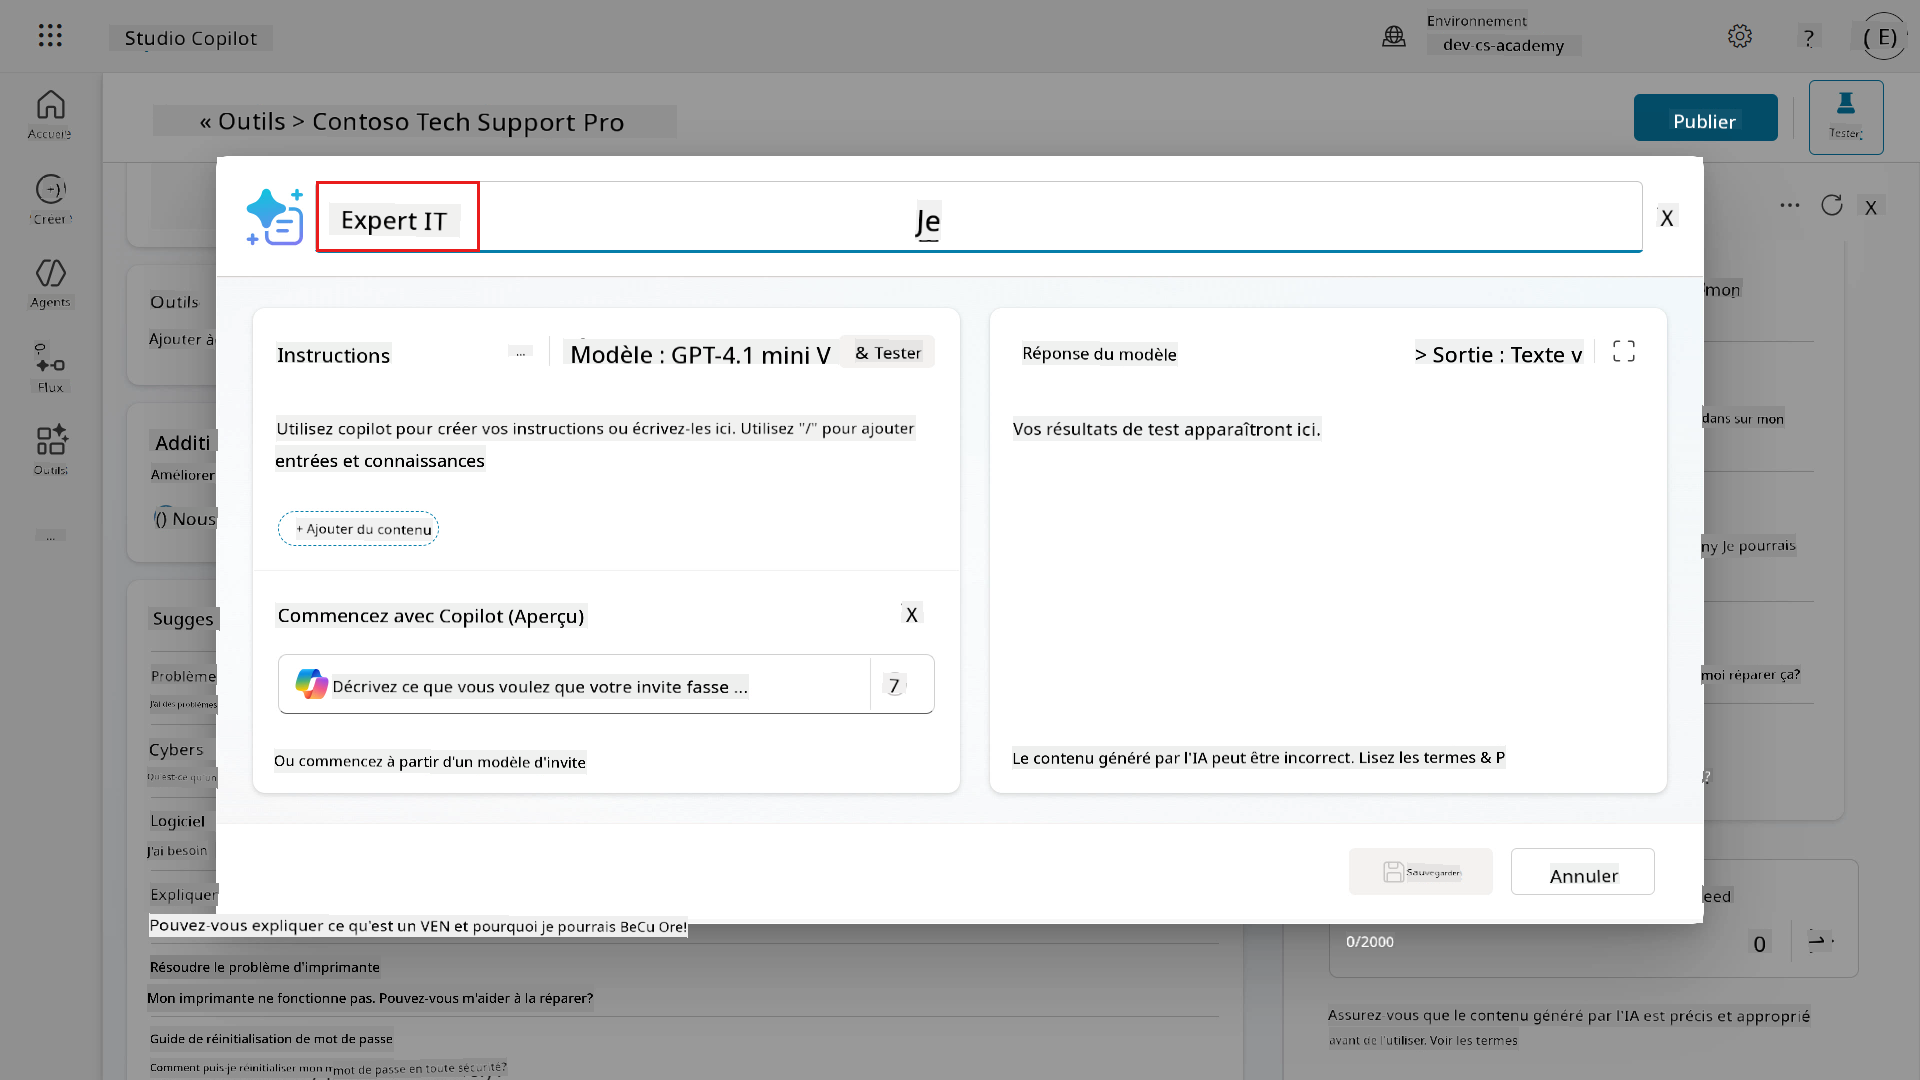 Studio Copilot
Environnement
dev-cs-academy
?
( E)
Accueil
« Outils > Contoso Tech Support Pro
Publier
Tester
Créer
Agents
Flux
Outils
...
Expert IT
Je
X
X
Outils
Ajouter à
Additi
Améliorer
() Nous
Sugges
Problème
J'ai des problèmes
Cybers
Qu'est-ce qu'un
Logiciel
J'ai besoin
Expliquer
Instructions
...
Modèle : GPT-4.1 mini V
& Tester
Utilisez copilot pour créer vos instructions ou écrivez-les ici. Utilisez "/" pour ajouter
entrées et connaissances
+ Ajouter du contenu
Commencez avec Copilot (Aperçu)
X
Décrivez ce que vous voulez que votre invite fasse ...
7
Ou commencez à partir d'un modèle d'invite
Réponse du modèle
> Sortie : Texte v
Vos résultats de test apparaîtront ici.
Le contenu généré par l'IA peut être incorrect. Lisez les termes & P
Sauvegarder
Annuler
mon
dans sur mon
ny Je pourrais
moi réparer ça?
?
eed
Pouvez-vous expliquer ce qu'est un VEN et pourquoi je pourrais BeCu Ore!
Résoudre le problème d'imprimante
Mon imprimante ne fonctionne pas. Pouvez-vous m'aider à la réparer?
Guide de réinitialisation de mot de passe
Comment puis-je réinitialiser mon mot de passe en toute sécurité?
0/2000
0
Assurez-vous que le contenu généré par l'IA est précis et approprié
avant de l'utiliser. Voir les termes